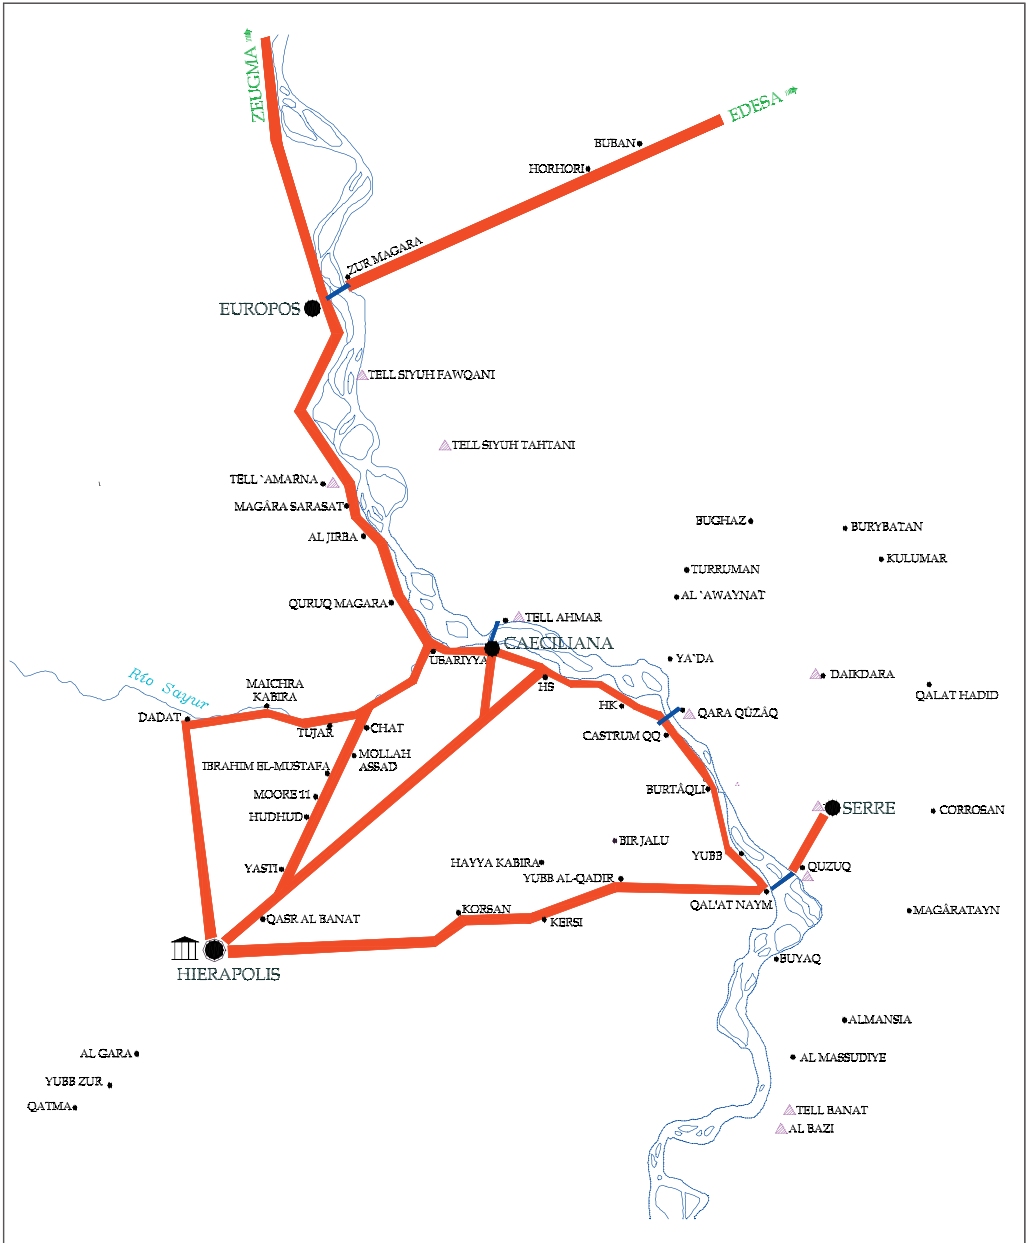 ZEUGMA
EDESA
BUBAN
HORHORI
ZUR MAGARA
EUROPOS
TELL SIYUH FAWQANI
TELL SIYUH TAHTANI
TELL `AMARNA
MAGÂRA SARASAT
AL JIRBA
BUGHAZ
BURYBATAN
KULUMAR
TURRUMAN
AL `AWAYNAT
QURUQ MAGARA
TELL AHMAR
CAECILIANA
USARIYYA
YA`DA
DAIKDARA
QALAT HADID
Río Sayur
MAICHRA
KABIRA
HS
HK
QARA QÛZÂQ
DADAT
TUJAR
CHAT
CASTRUM QQ
MOLLAH
ASSAD
IBRAHIM EL-MUSTAFA
MOORE 11
BURTÂQLI
HUDHUD
SERRE
CORROSAN
BIR JALU
YUBB
YASTI
HAYYA KABIRA
YUBB AL-QADIR
QUZUQ
QAL'AT NAYM
KORSAN
MAGÂRATAYN
QASR AL BANAT
KERSI
HIERAPOLIS
BUYAQ
ALMANSIA
AL GARA
AL MASSUDIYE
YUBB ZUR
QATMA
TELL BANAT
AL BAZI